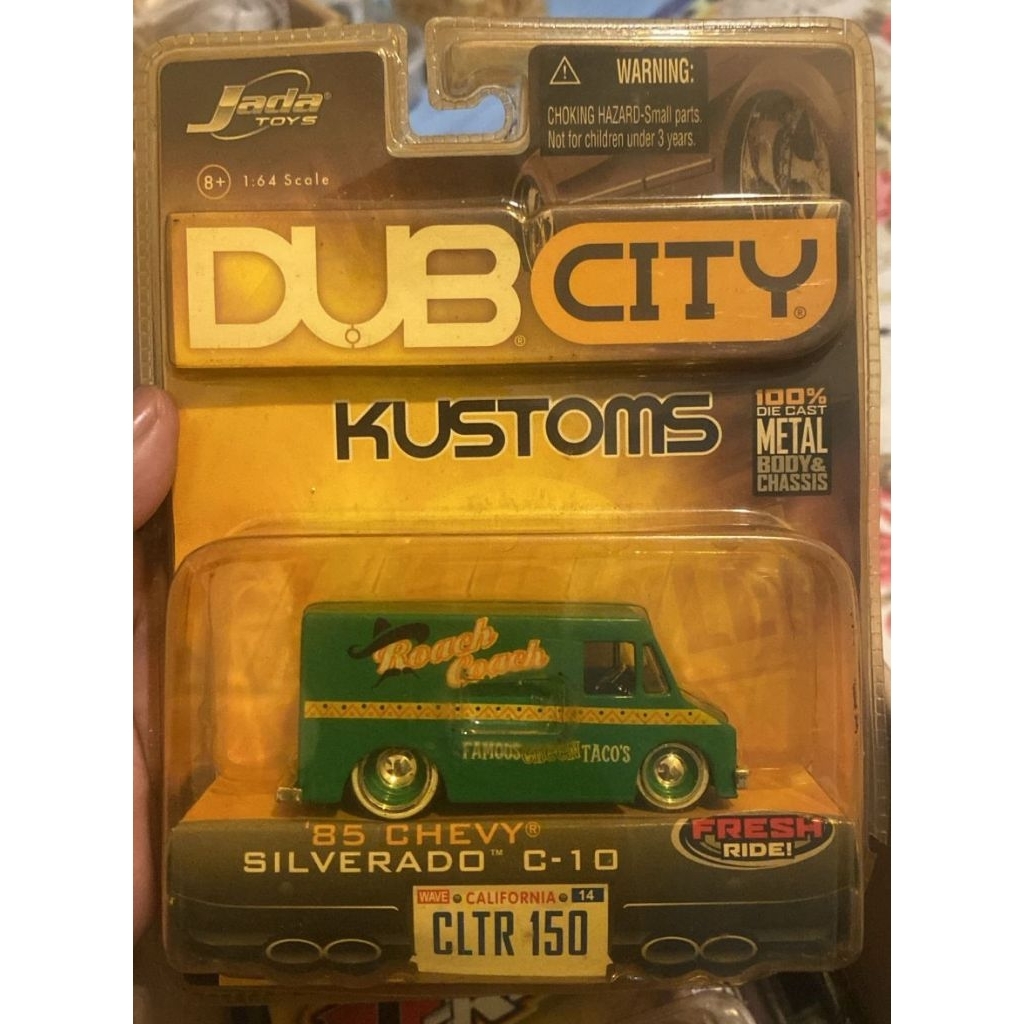 Jada®
TOYS
WARNING:
CHOKING HAZARD-Small parts.
Not for children under 3 years.
8+ 1:64 Scale
DUB® CITY®
KUSTOMS
100%
DIE CAST
METAL
BODY &
CHASSIS
Roach
Coach
FAMOUS TACO'S
'85 CHEVY®
SILVERADO™ C-10
FRESH
RIDE!
WAVE CALIFORNIA 14
CLTR 150